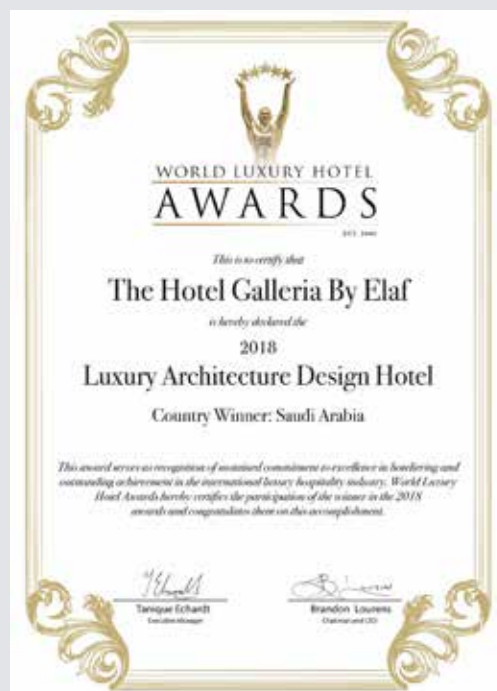 WORLD LUXURY HOTEL
AWARDS
This is to certify that
The Hotel Galleria By Elaf
is hereby declared the
2018
Luxury Architecture Design Hotel
Country Winner: Saudi Arabia
This award serves as recognition of sustained commitment to excellence in hoteliering and
outstanding achievement in the international luxury hospitality industry. World Luxury
Hotel Awards hereby certifies the participation of the winner in the 2018
awards and congratulates them on this accomplishment.
Tanique Echardt
Executive Manager
Brandon Lourens
Chairman and CEO